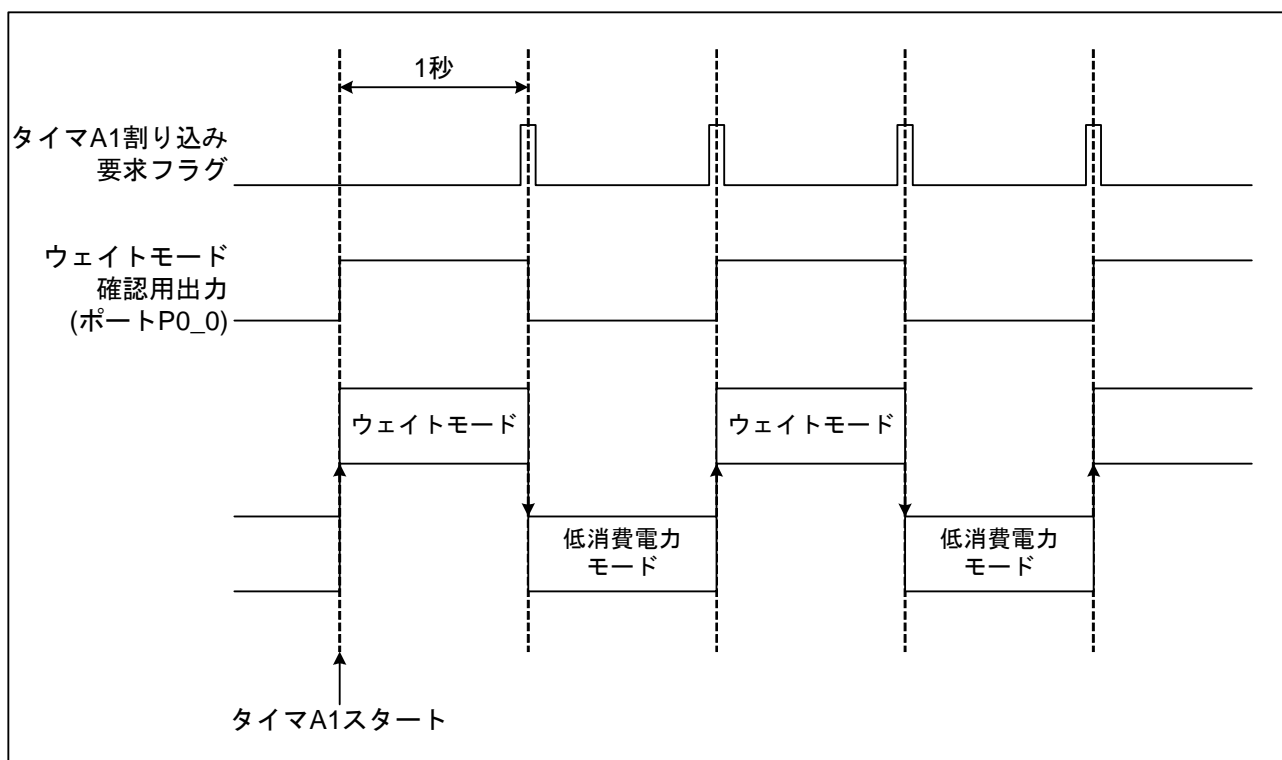 1秒
タイマA1割り込み
要求フラグ
ウェイトモード
確認用出力
(ポートP0_0)
ウェイトモード
ウェイトモード
低消費電力
モード
低消費電力
モード
タイマA1スタート